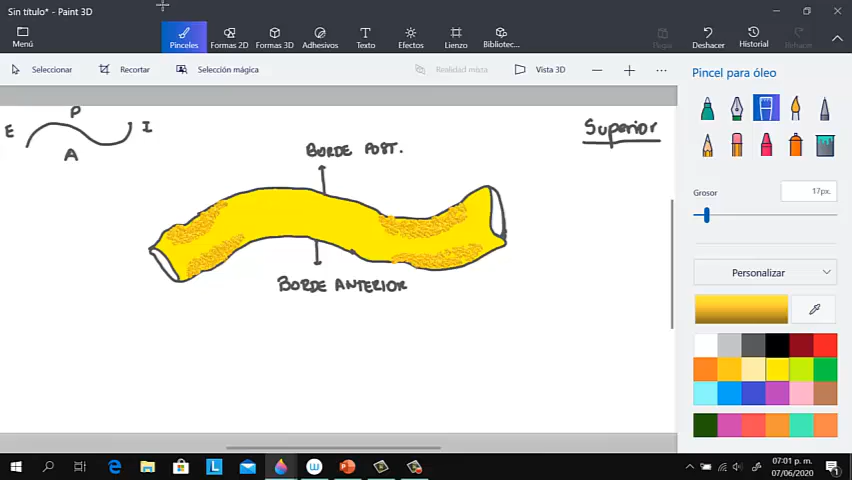 Sin título* - Paint 3D
Menú
Pinceles
Formas 2D
Formas 3D
Adhesivos
Texto
Efectos
Lienzo
Bibliotec...
Pegar
Deshacer
Historial
Rehacer
Seleccionar
Recortar
Selección mágica
Realidad mixta
Vista 3D
Pincel para óleo
Grosor
17px.
Personalizar
E P I
A
Superior
BORDE POST.
BORDE ANTERIOR
07:01 p. m.
07/06/2020